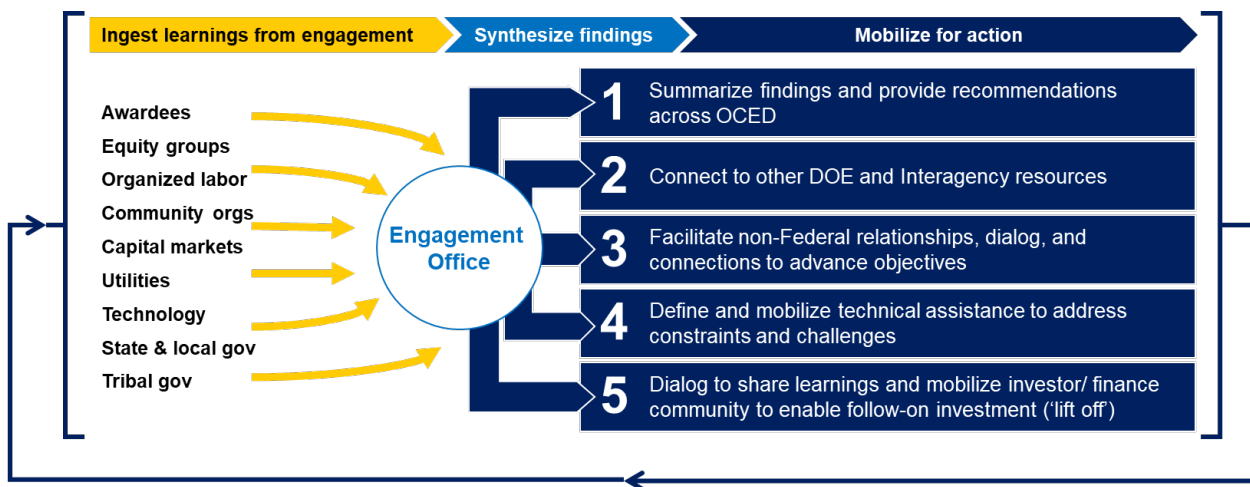 Ingest learnings from engagement
Synthesize findings
Mobilize for action
Awardees
Equity groups
Organized labor
Community orgs
Capital markets
Utilities
Technology
State & local gov
Tribal gov
Engagement
Office
1
Summarize findings and provide recommendations
across OCED
2
Connect to other DOE and Interagency resources
3
Facilitate non-Federal relationships, dialog, and
connections to advance objectives
4
Define and mobilize technical assistance to address
constraints and challenges
5
Dialog to share learnings and mobilize investor/ finance
community to enable follow-on investment (‘lift off’)